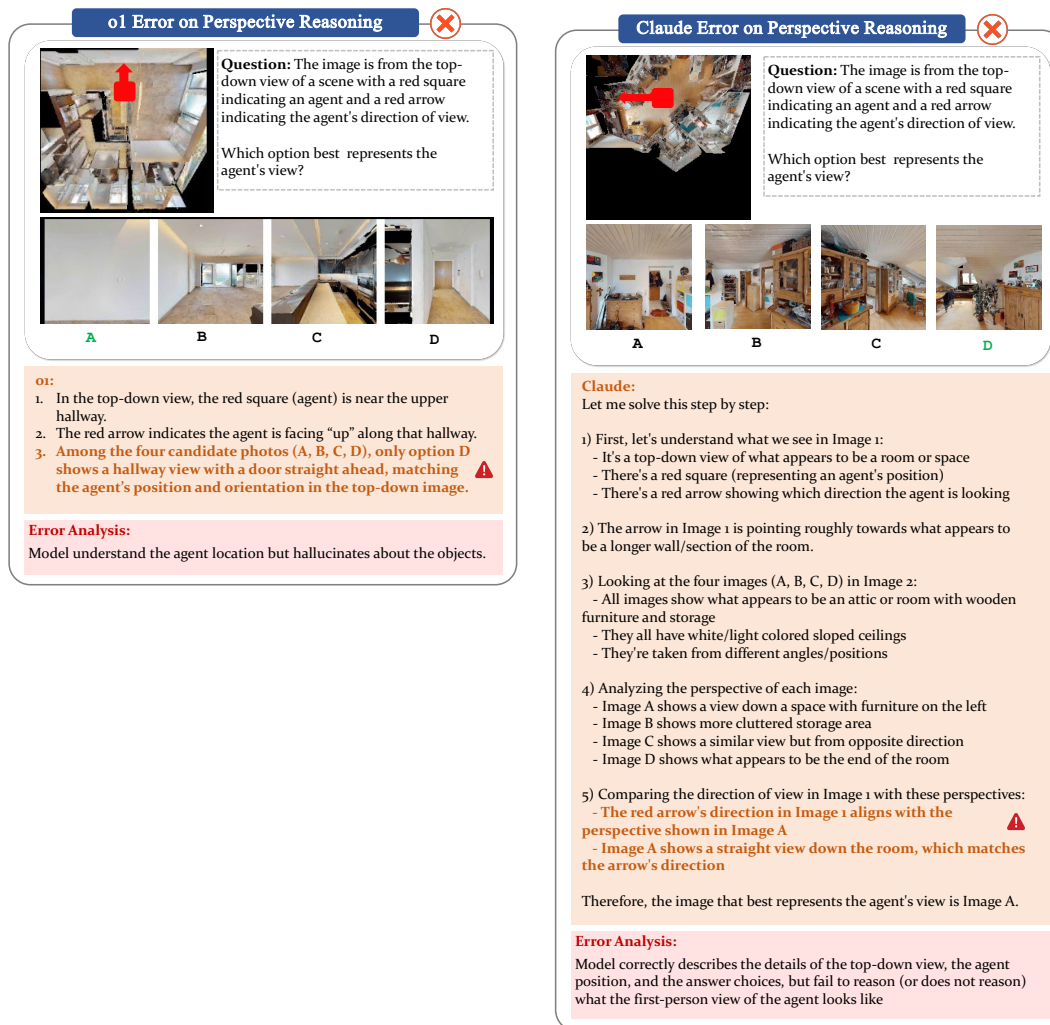 o1 Error on Perspective Reasoning
Question: The image is from the top-
down view of a scene with a red square
indicating an agent and a red arrow
indicating the agent's direction of view.
Which option best represents the
agent's view?
A
B
C
D
o1:
1. In the top-down view, the red square (agent) is near the upper
hallway.
2. The red arrow indicates the agent is facing “up” along that hallway.
3. Among the four candidate photos (A, B, C, D), only option D
shows a hallway view with a door straight ahead, matching
the agent’s position and orientation in the top-down image.
Error Analysis:
Model understand the agent location but hallucinates about the objects.
Claude Error on Perspective Reasoning
Question: The image is from the top-
down view of a scene with a red square
indicating an agent and a red arrow
indicating the agent's direction of view.
Which option best represents the
agent's view?
A
B
C
D
Claude:
Let me solve this step by step:
1) First, let's understand what we see in Image 1:
- It's a top-down view of what appears to be a room or space
- There's a red square (representing an agent's position)
- There's a red arrow showing which direction the agent is looking
2) The arrow in Image 1 is pointing roughly towards what appears to
be a longer wall/section of the room.
3) Looking at the four images (A, B, C, D) in Image 2:
- All images show what appears to be an attic or room with wooden
furniture and storage
- They all have white/light colored sloped ceilings
- They're taken from different angles/positions
4) Analyzing the perspective of each image:
- Image A shows a view down a space with furniture on the left
- Image B shows more cluttered storage area
- Image C shows a similar view but from opposite direction
- Image D shows what appears to be the end of the room
5) Comparing the direction of view in Image 1 with these perspectives:
- The red arrow's direction in Image 1 aligns with the
perspective shown in Image A
- Image A shows a straight view down the room, which matches
the arrow's direction
Therefore, the image that best represents the agent's view is Image A.
Error Analysis:
Model correctly describes the details of the top-down view, the agent
position, and the answer choices, but fail to reason (or does not reason)
what the first-person view of the agent looks like